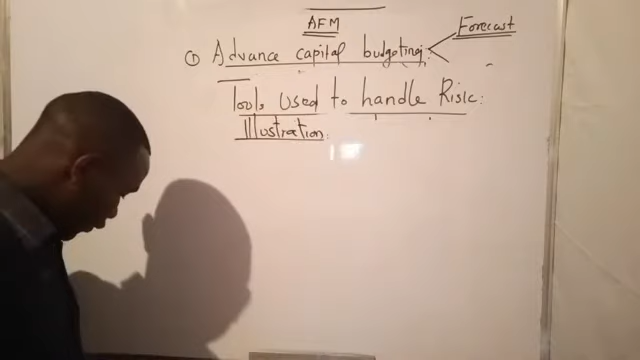 AFM
Forecast
① Advance capital budgeting
Tools Used to handle Risk:
Illustration: